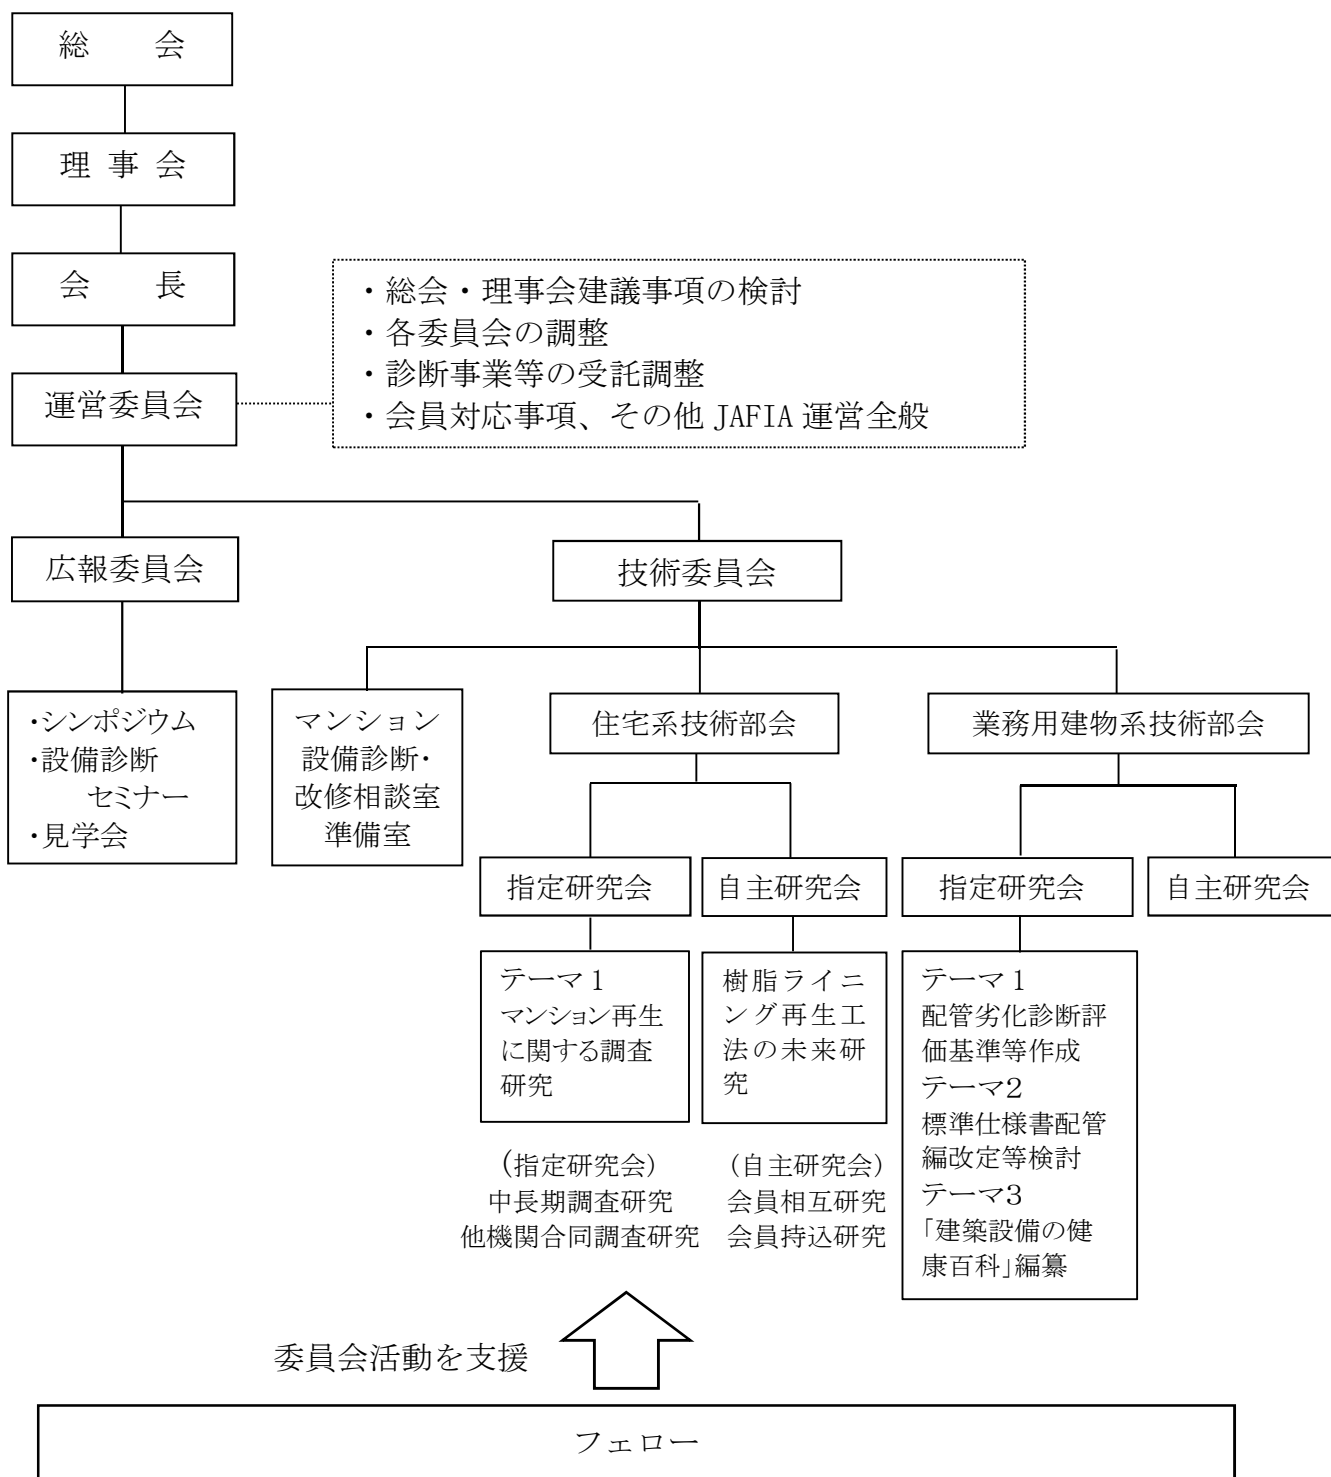 総　会
理 事 会
会　長
・総会・理事会建議事項の検討
・各委員会の調整
・診断事業等の受託調整
・会員対応事項、その他 JAFIA 運営全般
運営委員会
広報委員会
技術委員会
・シンポジウム
・設備診断
セミナー
・見学会
マンション
設備診断・
改修相談室
準備室
住宅系技術部会
業務用建物系技術部会
指定研究会
自主研究会
指定研究会
自主研究会
テーマ１
マンション再生
に関する調査
研究
樹脂ライニ
ング再生工
法の未来研
究
テーマ１
配管劣化診断評
価基準等作成
テーマ２
標準仕様書配管
編改定等検討
テーマ３
「建築設備の健
康百科」編纂
(指定研究会)
中長期調査研究
他機関合同調査研究
(自主研究会)
会員相互研究
会員持込研究
委員会活動を支援
フェロー